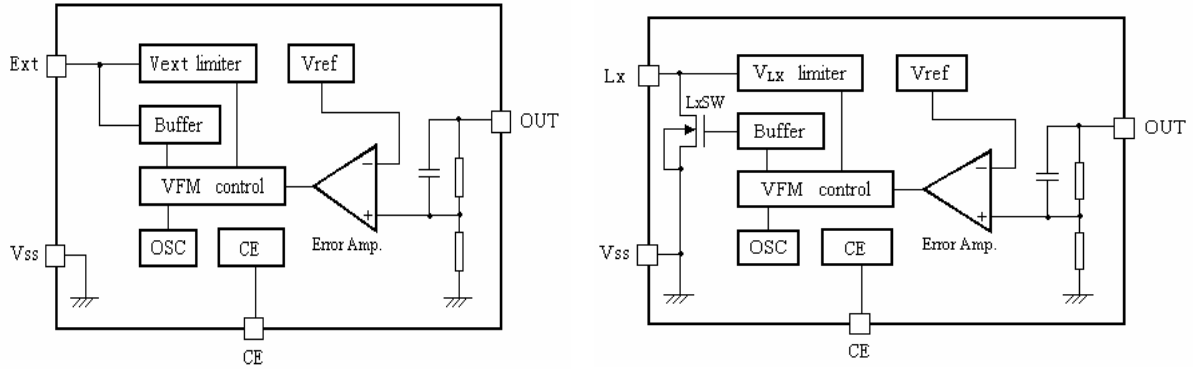 Ext
Vext limiter
Vref
Buffer
OUT
VFM control
−
+
Vss
OSC
CE
Error Amp.
CE
Lx
VLX limiter
Vref
LxSW
Buffer
OUT
VFM control
−
+
Vss
OSC
CE
Error Amp.
CE